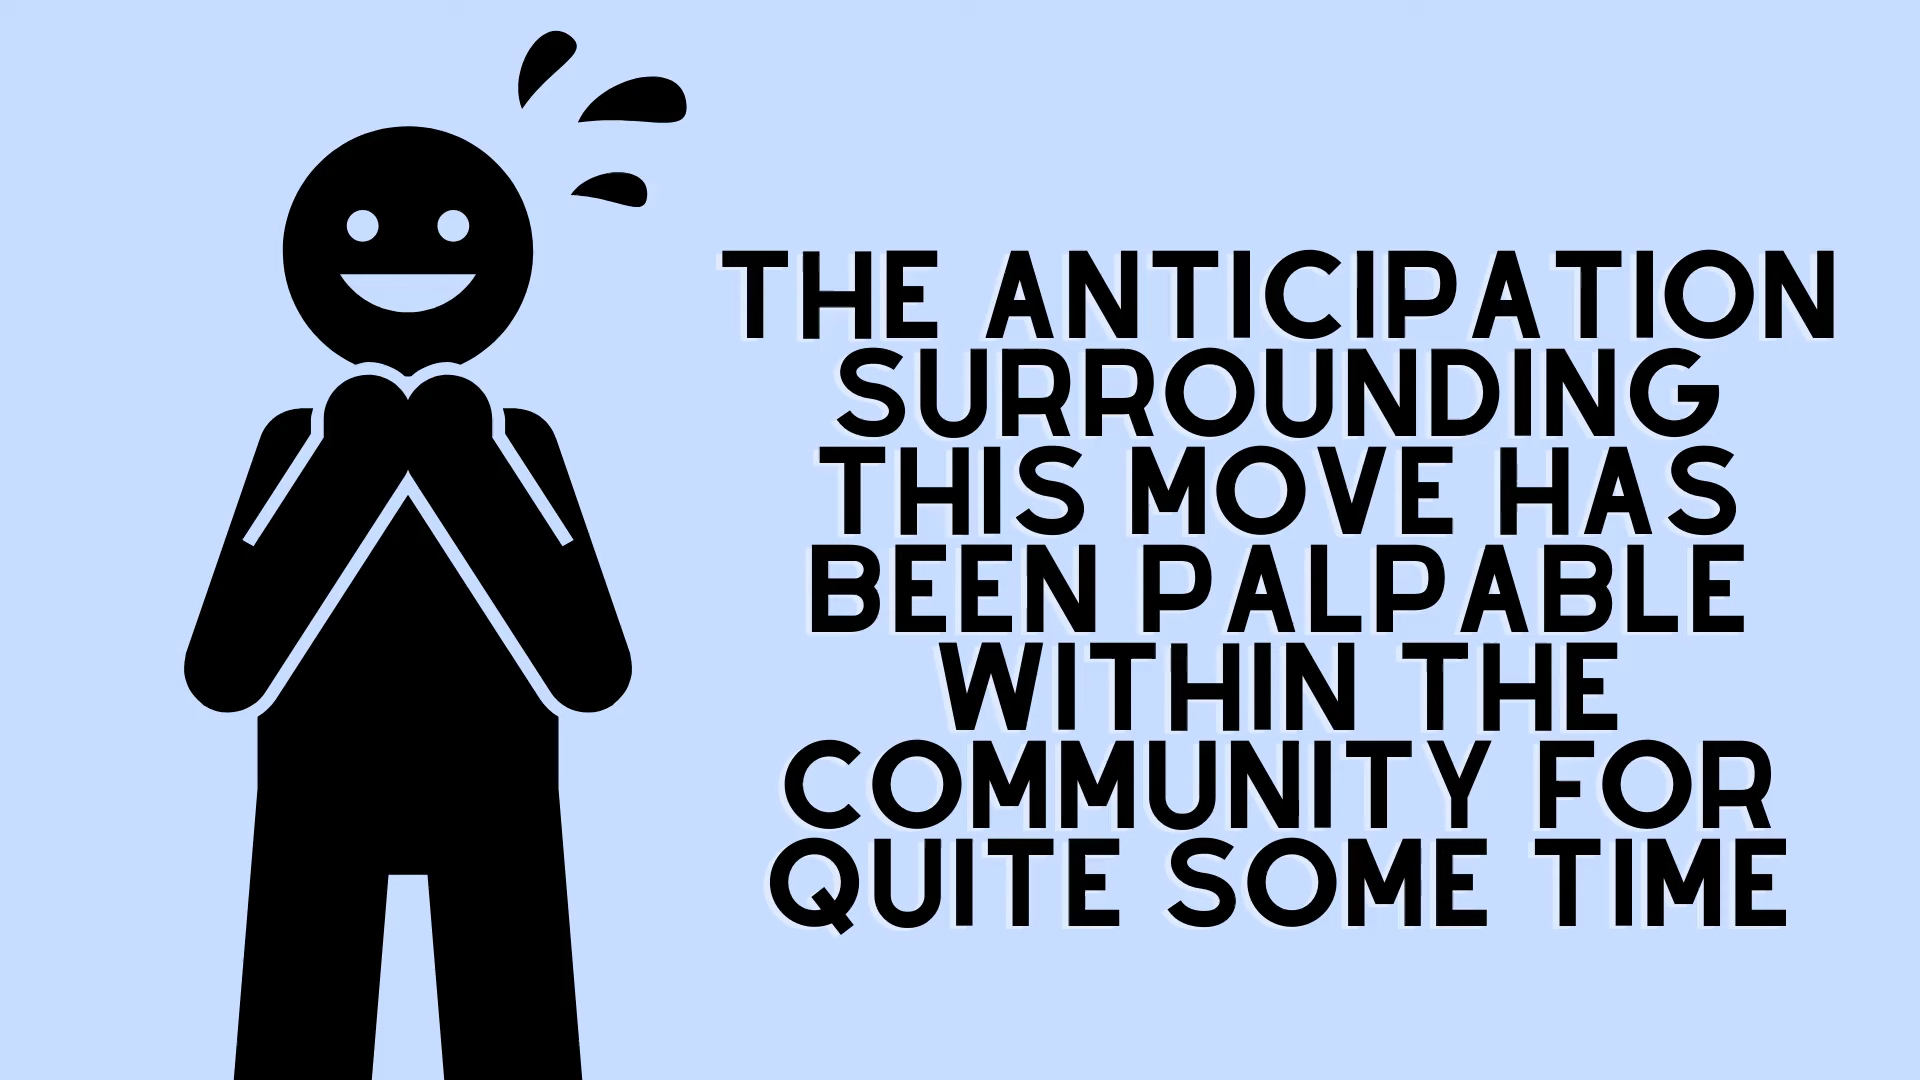 THE ANTICIPATION
SURROUNDING
THIS MOVE HAS
BEEN PALPABLE
WITHIN THE
COMMUNITY FOR
QUITE SOME TIME